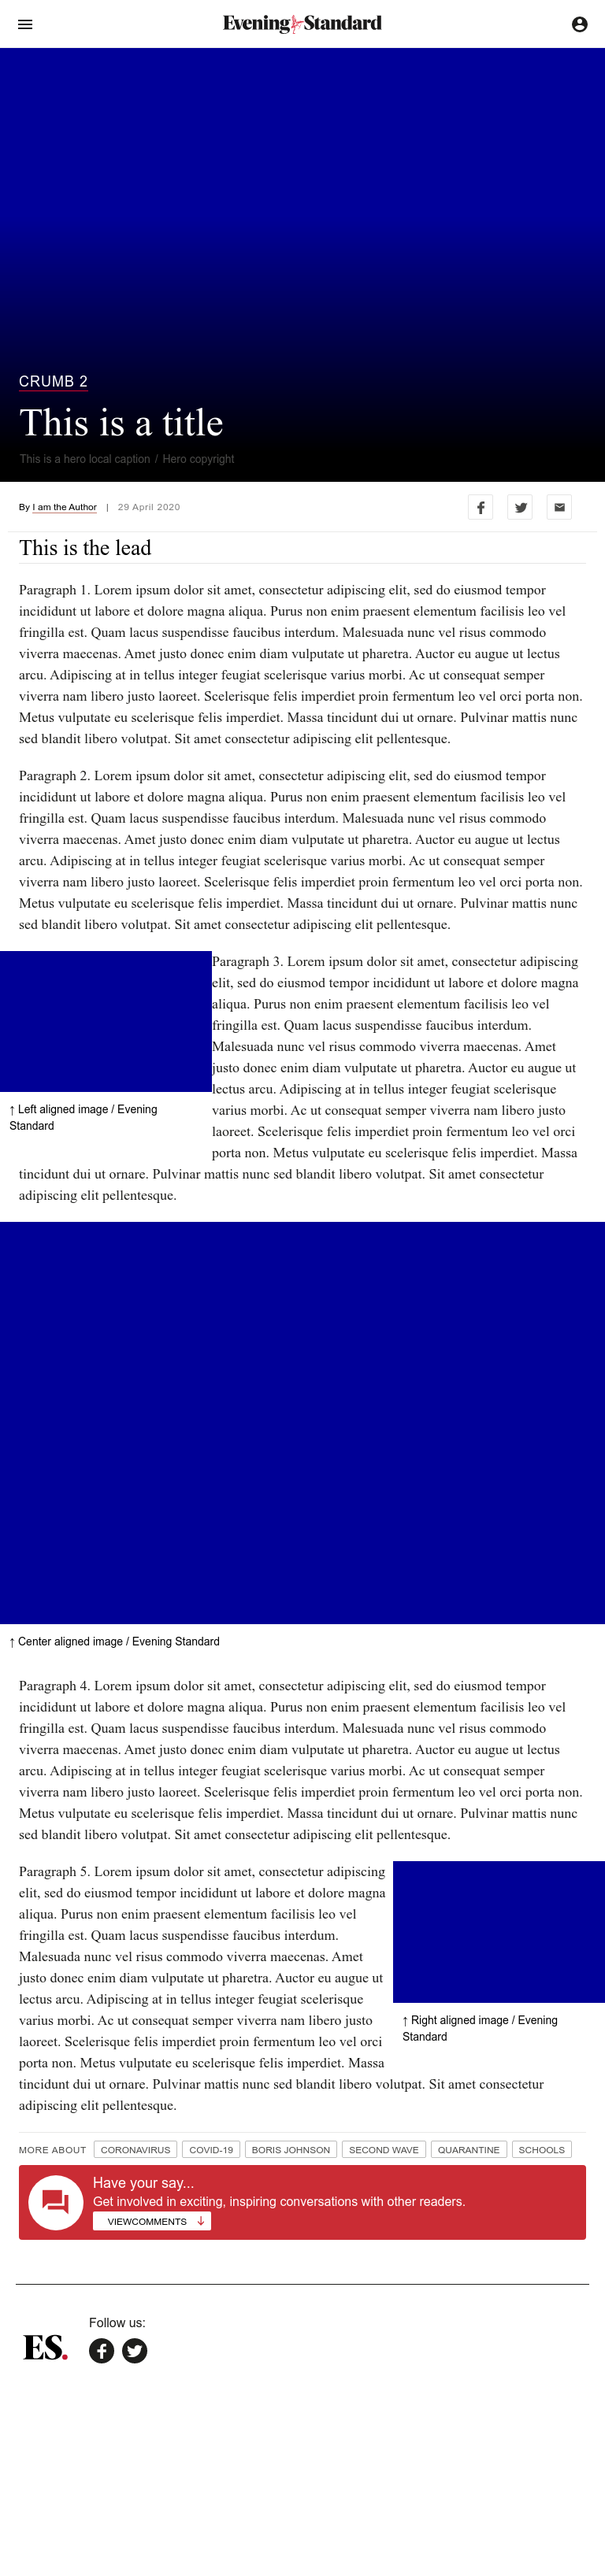 Evening Standard
CRUMB 2
This is a title
This is a hero local caption / Hero copyright
By I am the Author | 29 April 2020
This is the lead
Paragraph 1. Lorem ipsum dolor sit amet, consectetur adipiscing elit, sed do eiusmod tempor
incididunt ut labore et dolore magna aliqua. Purus non enim praesent elementum facilisis leo vel
fringilla est. Quam lacus suspendisse faucibus interdum. Malesuada nunc vel risus commodo
viverra maecenas. Amet justo donec enim diam vulputate ut pharetra. Auctor eu augue ut lectus
arcu. Adipiscing at in tellus integer feugiat scelerisque varius morbi. Ac ut consequat semper
viverra nam libero justo laoreet. Scelerisque felis imperdiet proin fermentum leo vel orci porta non.
Metus vulputate eu scelerisque felis imperdiet. Massa tincidunt dui ut ornare. Pulvinar mattis nunc
sed blandit libero volutpat. Sit amet consectetur adipiscing elit pellentesque.
Paragraph 2. Lorem ipsum dolor sit amet, consectetur adipiscing elit, sed do eiusmod tempor
incididunt ut labore et dolore magna aliqua. Purus non enim praesent elementum facilisis leo vel
fringilla est. Quam lacus suspendisse faucibus interdum. Malesuada nunc vel risus commodo
viverra maecenas. Amet justo donec enim diam vulputate ut pharetra. Auctor eu augue ut lectus
arcu. Adipiscing at in tellus integer feugiat scelerisque varius morbi. Ac ut consequat semper
viverra nam libero justo laoreet. Scelerisque felis imperdiet proin fermentum leo vel orci porta non.
Metus vulputate eu scelerisque felis imperdiet. Massa tincidunt dui ut ornare. Pulvinar mattis nunc
sed blandit libero volutpat. Sit amet consectetur adipiscing elit pellentesque.
↑ Left aligned image / Evening
Standard
Paragraph 3. Lorem ipsum dolor sit amet, consectetur adipiscing
elit, sed do eiusmod tempor incididunt ut labore et dolore magna
aliqua. Purus non enim praesent elementum facilisis leo vel
fringilla est. Quam lacus suspendisse faucibus interdum.
Malesuada nunc vel risus commodo viverra maecenas. Amet
justo donec enim diam vulputate ut pharetra. Auctor eu augue ut
lectus arcu. Adipiscing at in tellus integer feugiat scelerisque
varius morbi. Ac ut consequat semper viverra nam libero justo
laoreet. Scelerisque felis imperdiet proin fermentum leo vel orci
porta non. Metus vulputate eu scelerisque felis imperdiet. Massa
tincidunt dui ut ornare. Pulvinar mattis nunc sed blandit libero volutpat. Sit amet consectetur
adipiscing elit pellentesque.
↑ Center aligned image / Evening Standard
Paragraph 4. Lorem ipsum dolor sit amet, consectetur adipiscing elit, sed do eiusmod tempor
incididunt ut labore et dolore magna aliqua. Purus non enim praesent elementum facilisis leo vel
fringilla est. Quam lacus suspendisse faucibus interdum. Malesuada nunc vel risus commodo
viverra maecenas. Amet justo donec enim diam vulputate ut pharetra. Auctor eu augue ut lectus
arcu. Adipiscing at in tellus integer feugiat scelerisque varius morbi. Ac ut consequat semper
viverra nam libero justo laoreet. Scelerisque felis imperdiet proin fermentum leo vel orci porta non.
Metus vulputate eu scelerisque felis imperdiet. Massa tincidunt dui ut ornare. Pulvinar mattis nunc
sed blandit libero volutpat. Sit amet consectetur adipiscing elit pellentesque.
Paragraph 5. Lorem ipsum dolor sit amet, consectetur adipiscing
elit, sed do eiusmod tempor incididunt ut labore et dolore magna
aliqua. Purus non enim praesent elementum facilisis leo vel
fringilla est. Quam lacus suspendisse faucibus interdum.
Malesuada nunc vel risus commodo viverra maecenas. Amet
justo donec enim diam vulputate ut pharetra. Auctor eu augue ut
lectus arcu. Adipiscing at in tellus integer feugiat scelerisque
varius morbi. Ac ut consequat semper viverra nam libero justo
laoreet. Scelerisque felis imperdiet proin fermentum leo vel orci
porta non. Metus vulputate eu scelerisque felis imperdiet. Massa
tincidunt dui ut ornare. Pulvinar mattis nunc sed blandit libero volutpat. Sit amet consectetur
adipiscing elit pellentesque.
↑ Right aligned image / Evening
Standard
MORE ABOUT CORONAVIRUS COVID-19 BORIS JOHNSON SECOND WAVE QUARANTINE SCHOOLS
Have your say...
Get involved in exciting, inspiring conversations with other readers.
VIEWCOMMENTS ↓
Follow us:
ES.